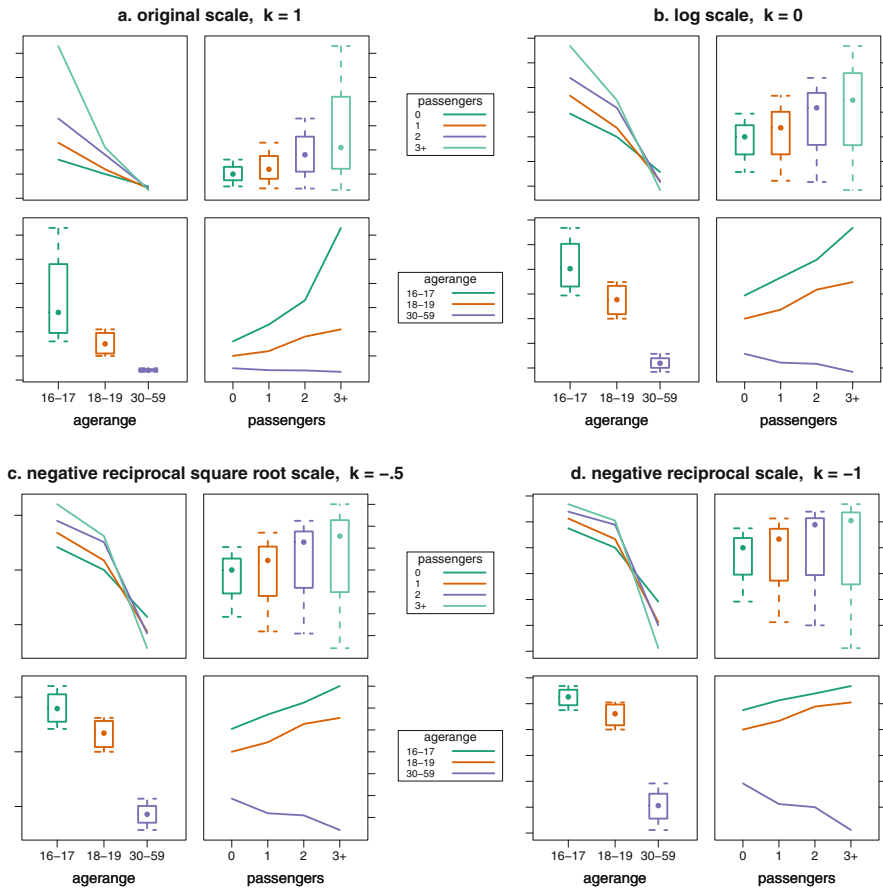 a. original scale, k = 1
passengers
0
1
2
3+
agerange
16–17
18–19
30–59
16–17 18–19 30–59
agerange
0 1 2 3+
passengers
b. log scale, k = 0
16–17 18–19 30–59
agerange
0 1 2 3+
passengers
c. negative reciprocal square root scale, k = –.5
passengers
0
1
2
3+
agerange
16–17
18–19
30–59
16–17 18–19 30–59
agerange
0 1 2 3+
passengers
d. negative reciprocal scale, k = –1
16–17 18–19 30–59
agerange
0 1 2 3+
passengers